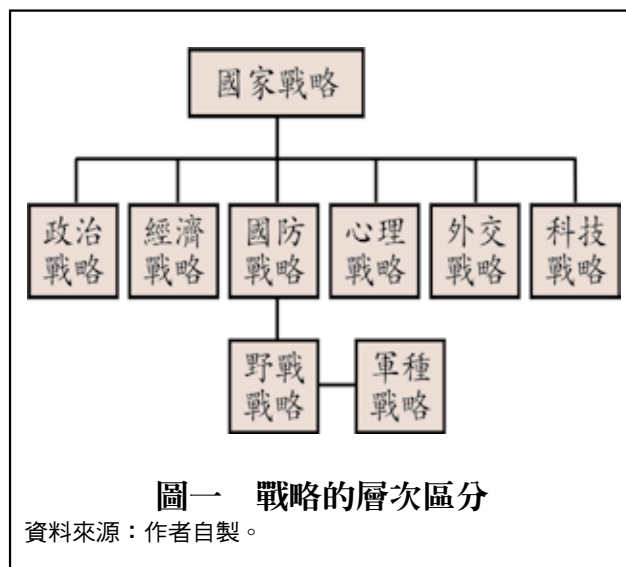 國家戰略
政治 經濟 國防 心理 外交 科技
戰略 戰略 戰略 戰略 戰略 戰略
野戰 軍種
戰略 戰略
圖一　戰略的層次區分
資料來源：作者自製。